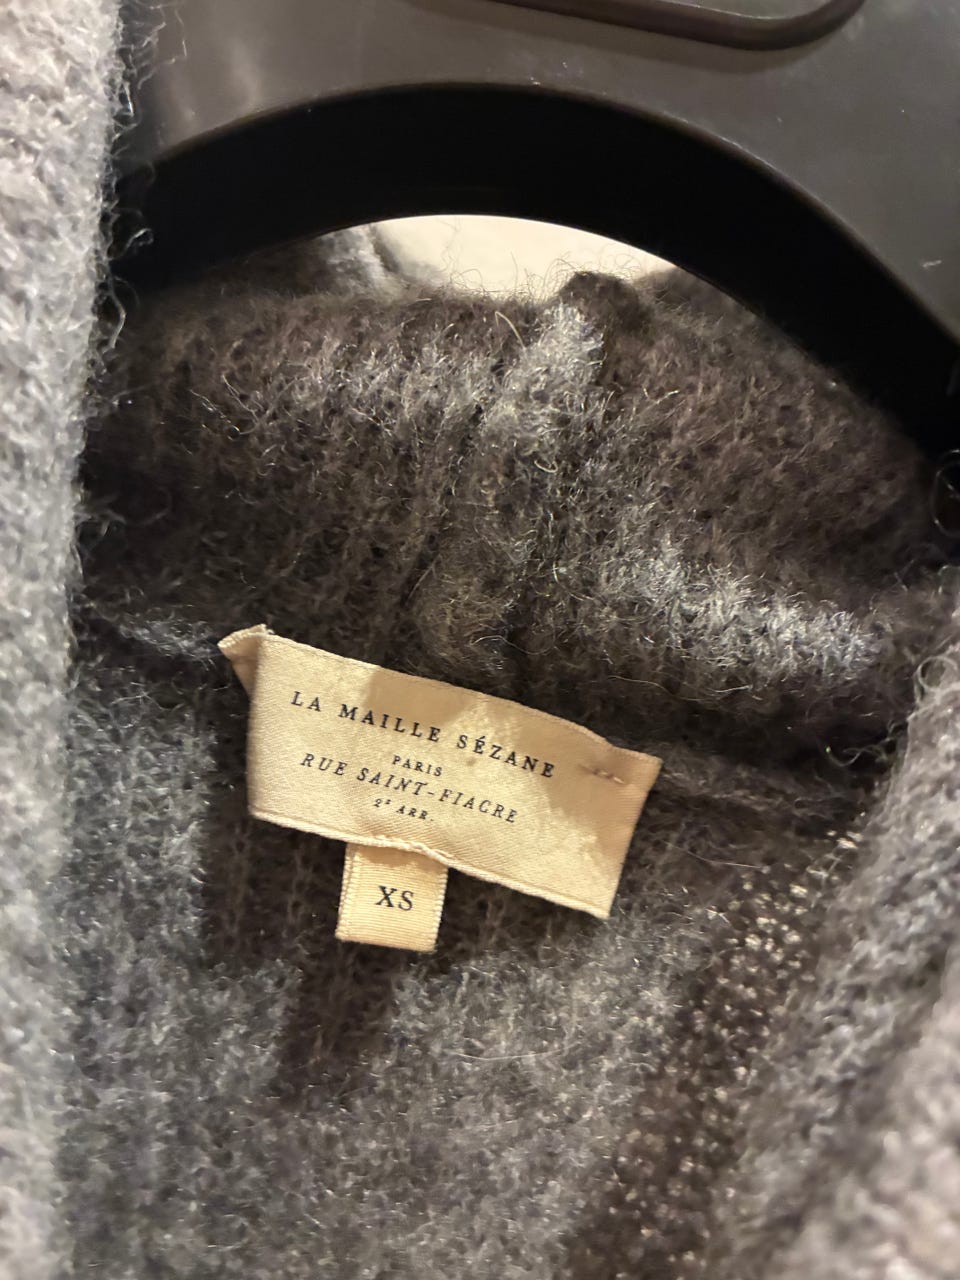 LA MAILLE SÉZANE
PARIS
RUE SAINT-FIACRE
2e ARR.
XS